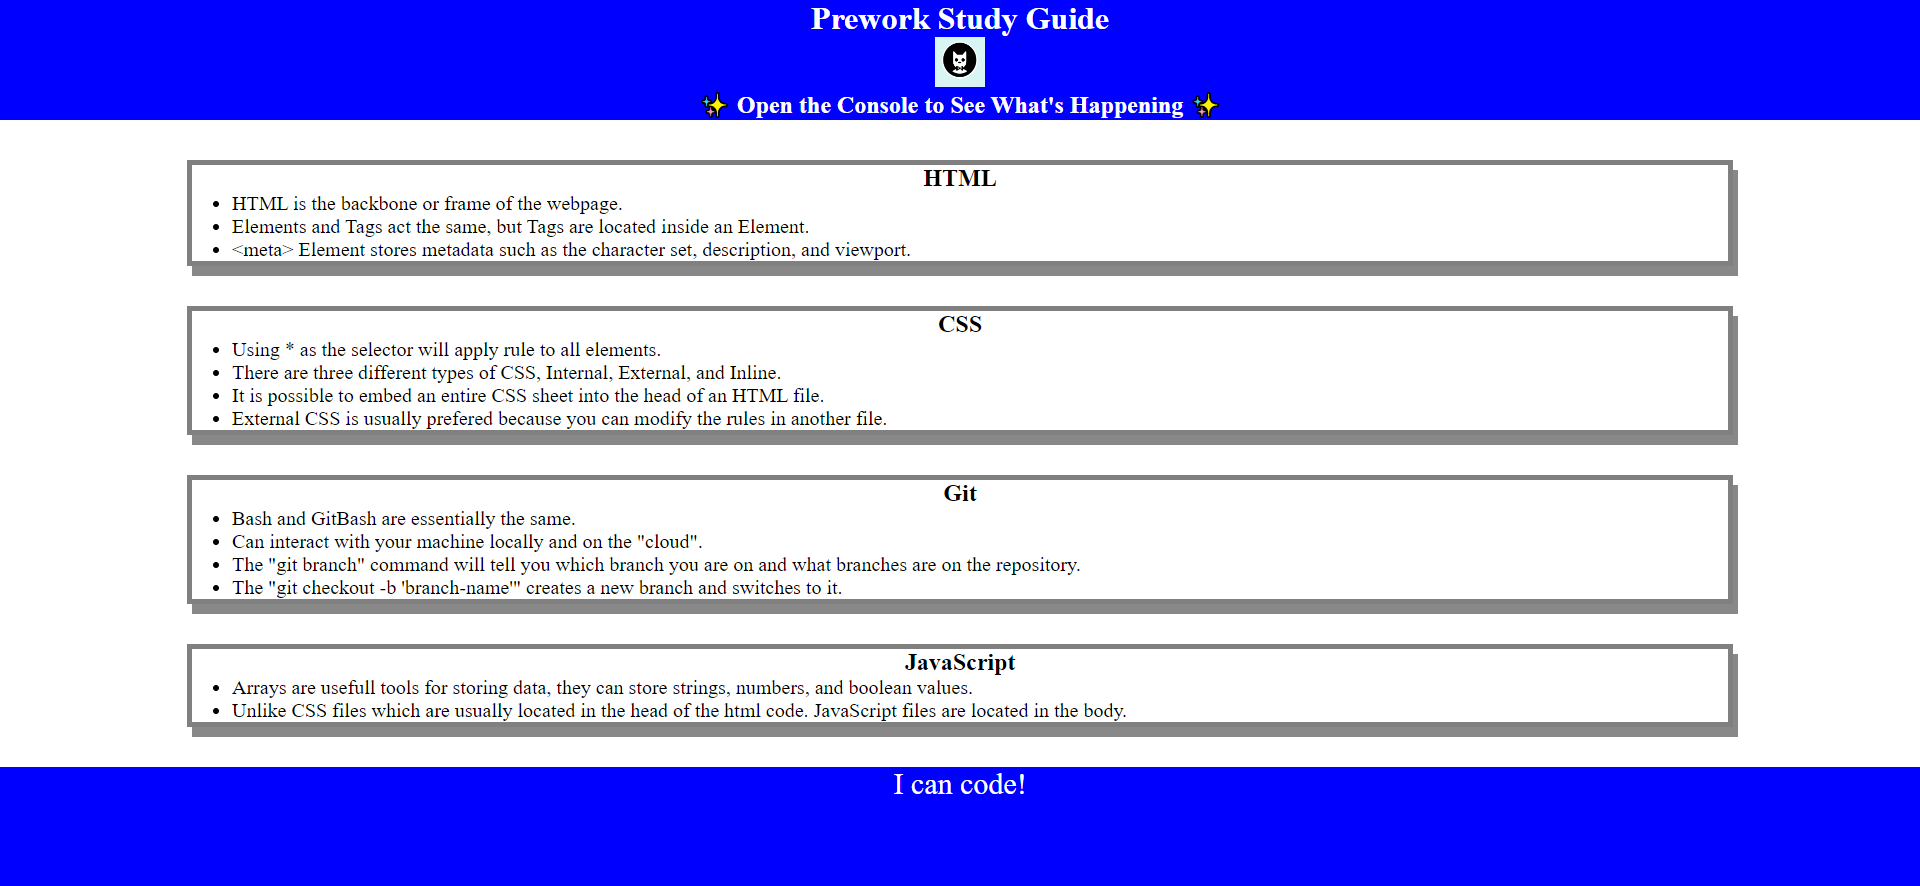 Prework Study Guide
✨ Open the Console to See What's Happening ✨
HTML
• HTML is the backbone or frame of the webpage.
• Elements and Tags act the same, but Tags are located inside an Element.
• <meta> Element stores metadata such as the character set, description, and viewport.
CSS
• Using * as the selector will apply rule to all elements.
• There are three different types of CSS, Internal, External, and Inline.
• It is possible to embed an entire CSS sheet into the head of an HTML file.
• External CSS is usually prefered because you can modify the rules in another file.
Git
• Bash and GitBash are essentially the same.
• Can interact with your machine locally and on the "cloud".
• The "git branch" command will tell you which branch you are on and what branches are on the repository.
• The "git checkout -b 'branch-name'" creates a new branch and switches to it.
JavaScript
• Arrays are usefull tools for storing data, they can store strings, numbers, and boolean values.
• Unlike CSS files which are usually located in the head of the html code. JavaScript files are located in the body.
I can code!